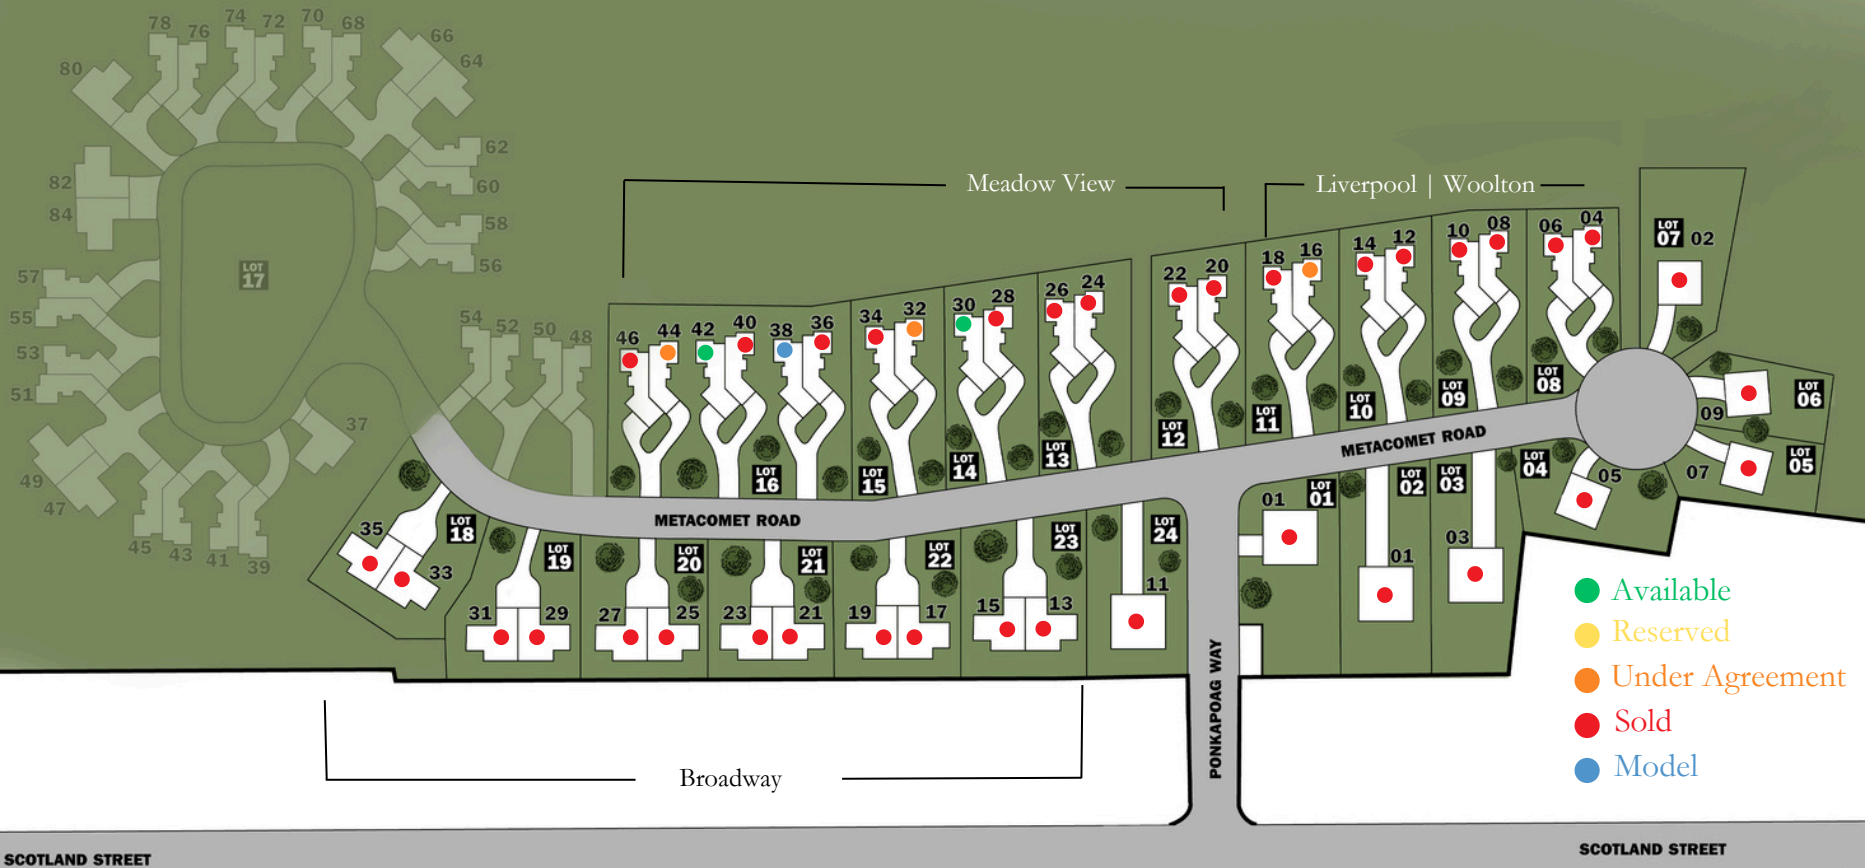 78
76
74
72
70
68
66
64
80
62
60
58
56
82
84
LOT
17
57
55
53
51
49
47
45
43
41
39
37
54
52
50
48
Meadow View
Liverpool | Woolton
46
44
42
40
38
36
34
32
30
28
26
24
22
20
18
16
14
12
10
08
06
04
LOT
07
02
LOT
16
LOT
15
LOT
14
LOT
13
LOT
12
LOT
11
LOT
10
LOT
09
LOT
08
LOT
06
09
LOT
05
07
LOT
04
05
METACOMET ROAD
METACOMET ROAD
35
33
LOT
18
LOT
19
31
29
LOT
20
27
25
LOT
21
23
21
LOT
22
19
17
LOT
23
15
13
LOT
24
11
01
LOT
01
LOT
02
01
LOT
03
03
PONKAPOAG WAY
Available
Reserved
Under Agreement
Sold
Model
Broadway
SCOTLAND STREET
SCOTLAND STREET